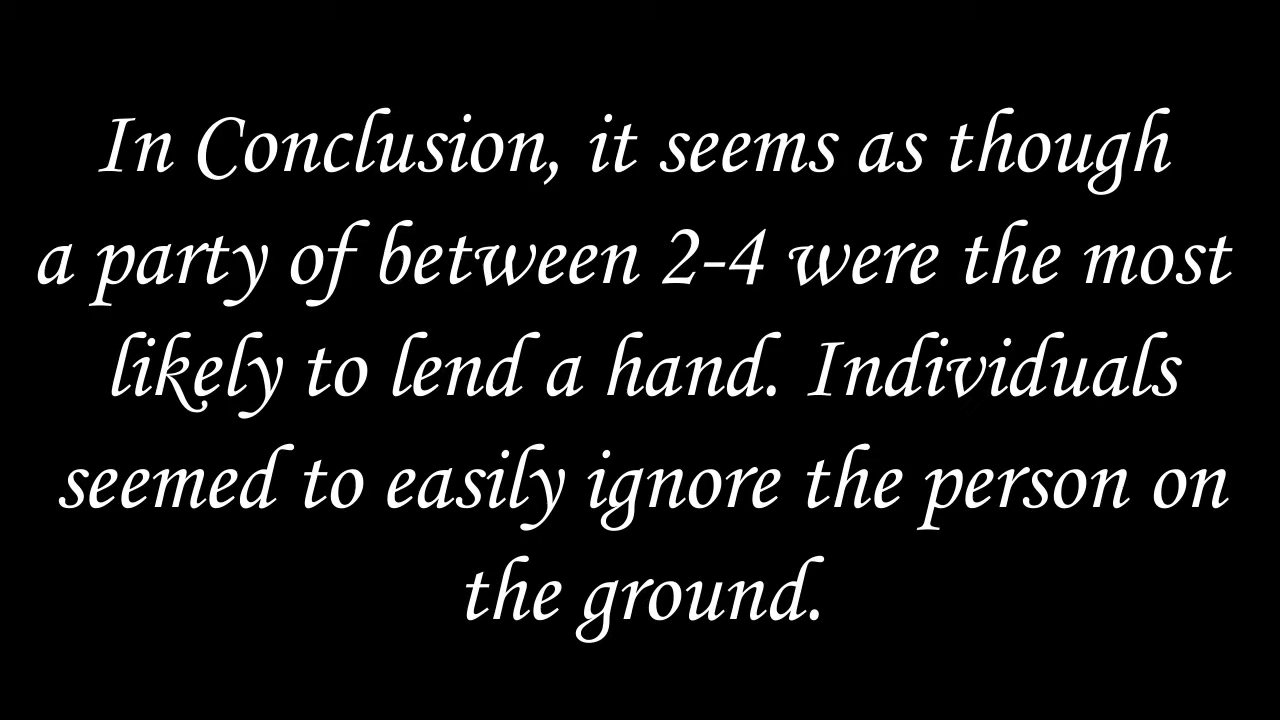 In Conclusion, it seems as though
a party of between 2-4 were the most
likely to lend a hand. Individuals
seemed to easily ignore the person on
the ground.